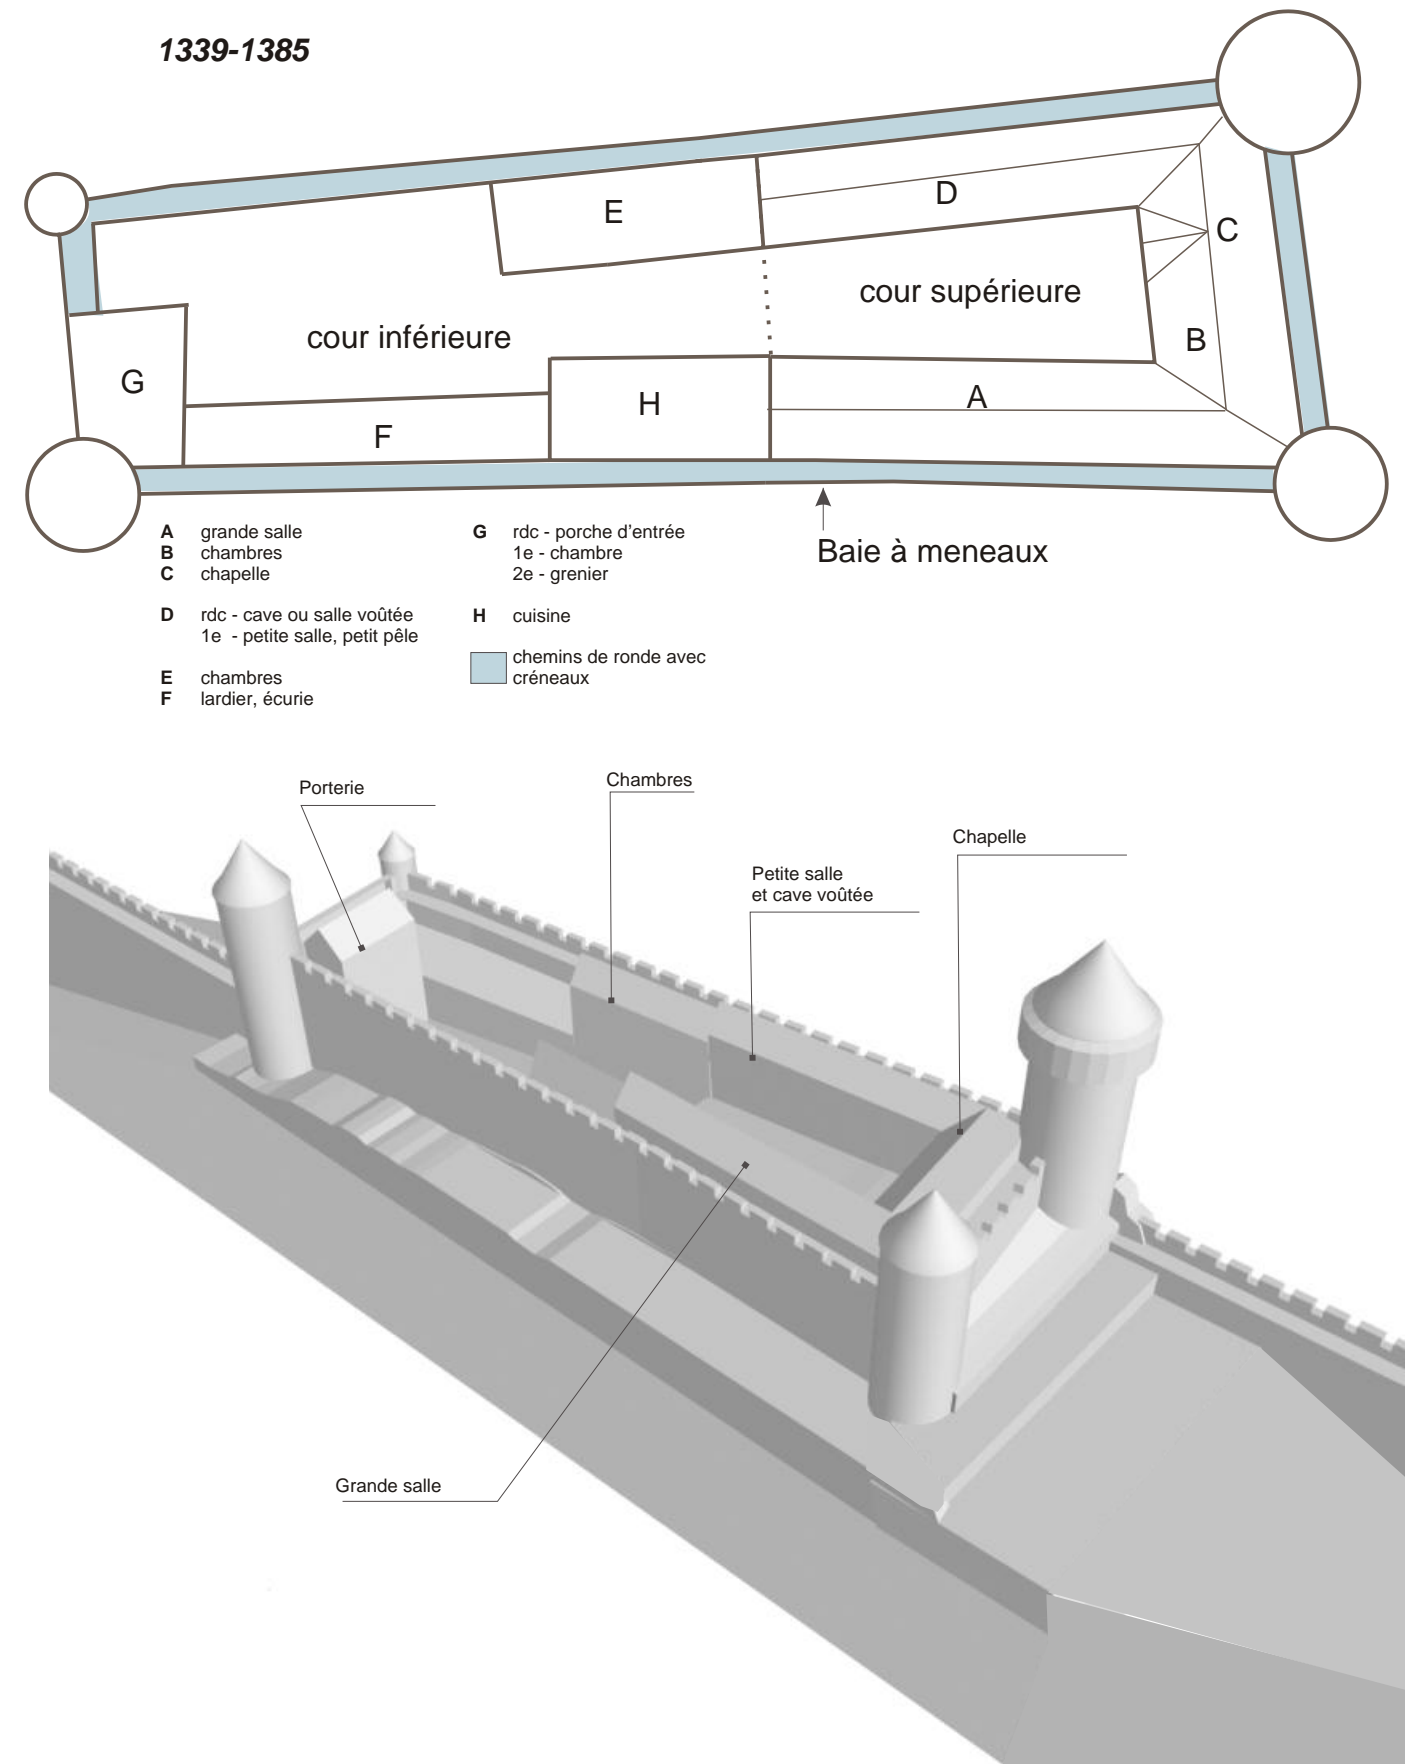 1339-1385
E
D
C
cour supérieure
cour inférieure
B
G
H
A
F
Baie à meneaux
A grande salle
B chambres
C chapelle
D rdc - cave ou salle voûtée
1e - petite salle, petit pêle
E chambres
F lardier, écurie
G rdc - porche d'entrée
1e - chambre
2e - grenier
H cuisine
chemins de ronde avec
créneaux
Porterie
Chambres
Chapelle
Petite salle
et cave voûtée
Grande salle